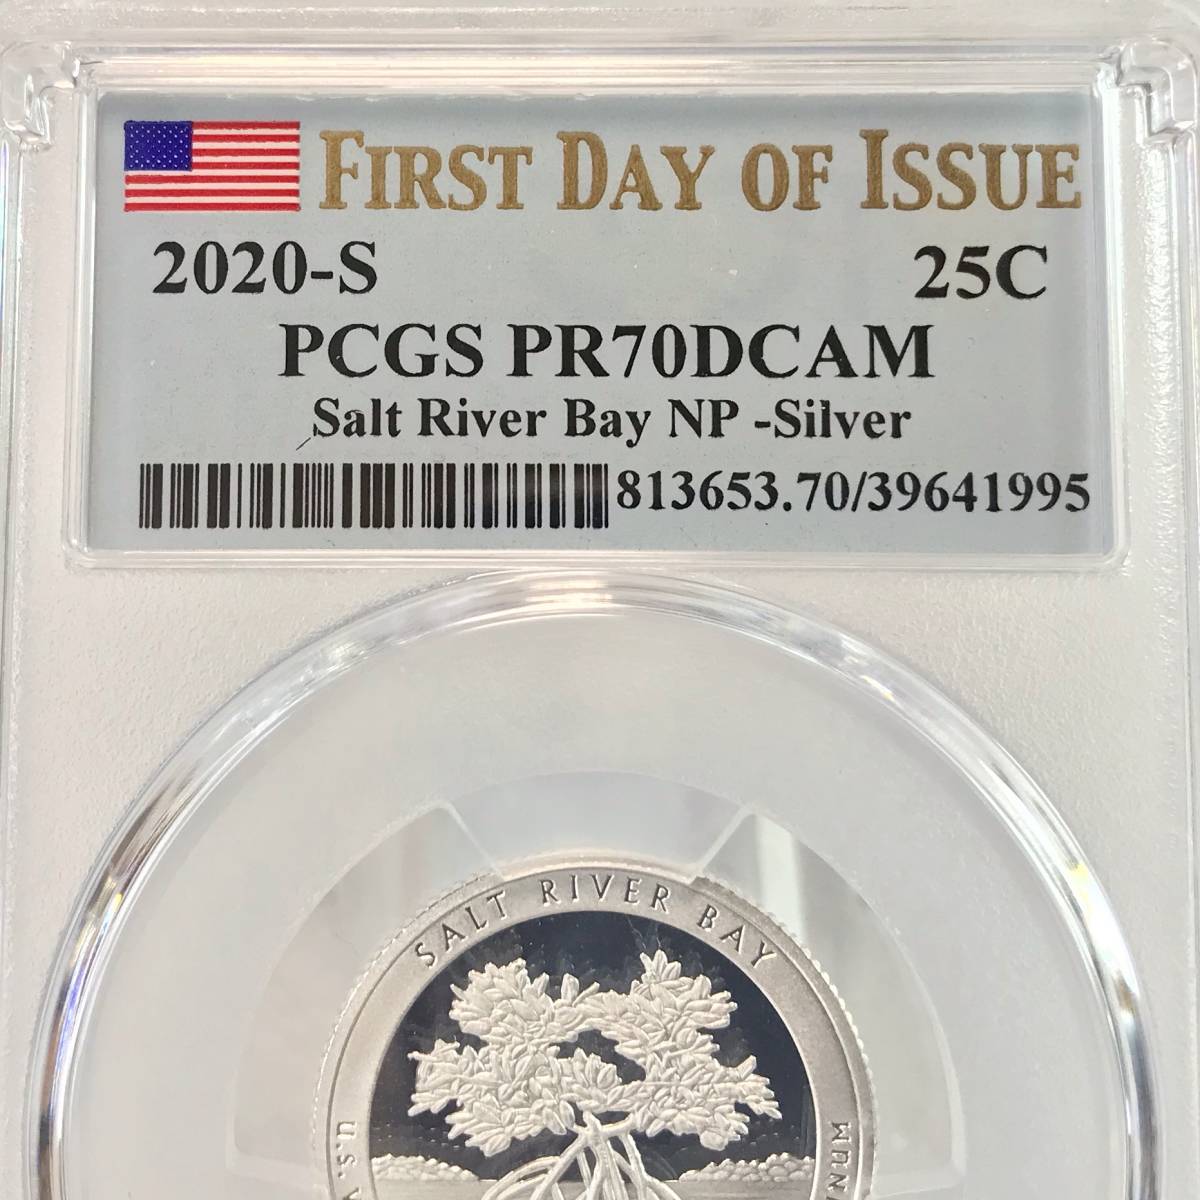 FIRST DAY OF ISSUE
2020-S 25C
PCGS PR70DCAM
Salt River Bay NP -Silver
813653.70/39641995
SALT RIVER BAY
U.S.V
MUN